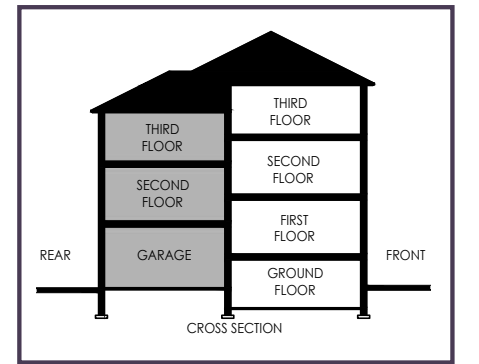 THIRD
FLOOR
THIRD
FLOOR
SECOND
FLOOR
SECOND
FLOOR
FIRST
FLOOR
REAR
GARAGE
FRONT
GROUND
FLOOR
CROSS SECTION